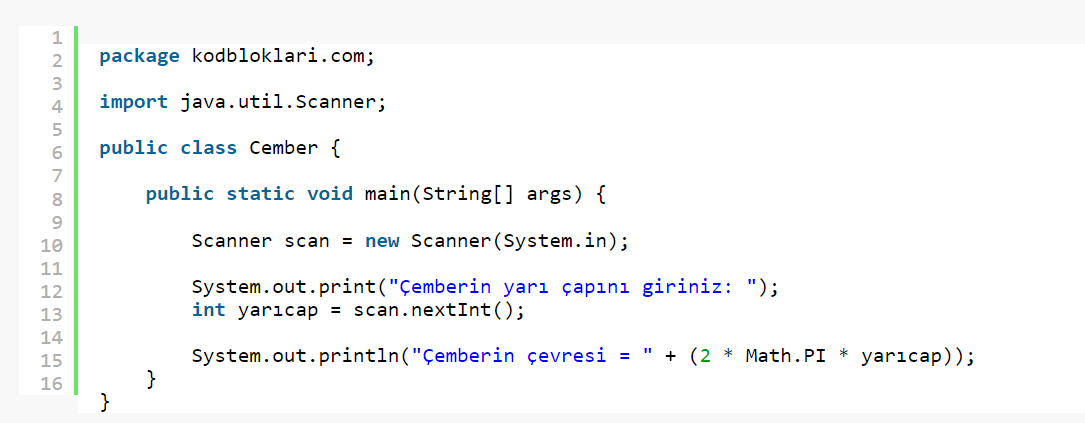 1
2 package kodbloklari.com;
3
4 import java.util.Scanner;
5
6 public class Cember {
7
8 public static void main(String[] args) {
9
10 Scanner scan = new Scanner(System.in);
11
12 System.out.print("Çemberin yarı çapını giriniz: ");
13 int yarıcap = scan.nextInt();
14
15 System.out.println("Çemberin çevresi = " + (2 * Math.PI * yarıcap));
16 }
}